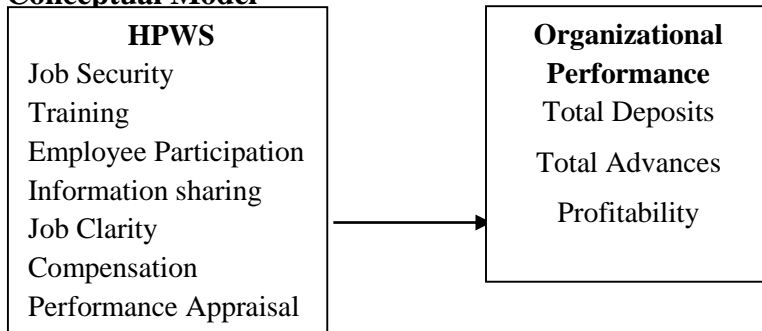 Conceptual Model
HPWS
Job Security
Training
Employee Participation
Information sharing
Job Clarity
Compensation
Performance Appraisal
Organizational
Performance
Total Deposits
Total Advances
Profitability